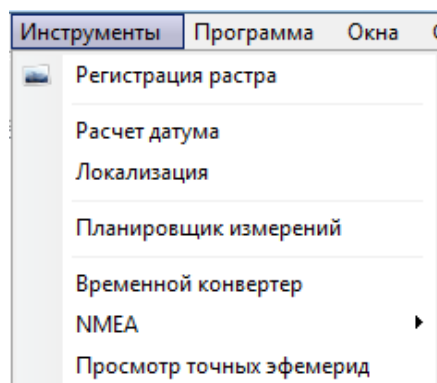 Инструменты Программа Окна
Регистрация растра
Расчет датума
Локализация
Планировщик измерений
Временной конвертер
NMEA
Просмотр точных эфемерид